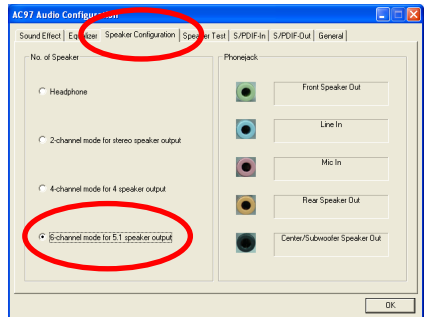 AC97 Audio Configuration
Sound Effect Equalizer Speaker Configuration Speaker Test S/PDIF-In S/PDIF-Out General
No. of Speaker
Headphone
2-channel mode for stereo speaker output
4-channel mode for 4 speaker output
6-channel mode for 5.1 speaker output
Phonejack
Front Speaker Out
Line In
Mic In
Rear Speaker Out
Center/Subwoofer Speaker Out
OK